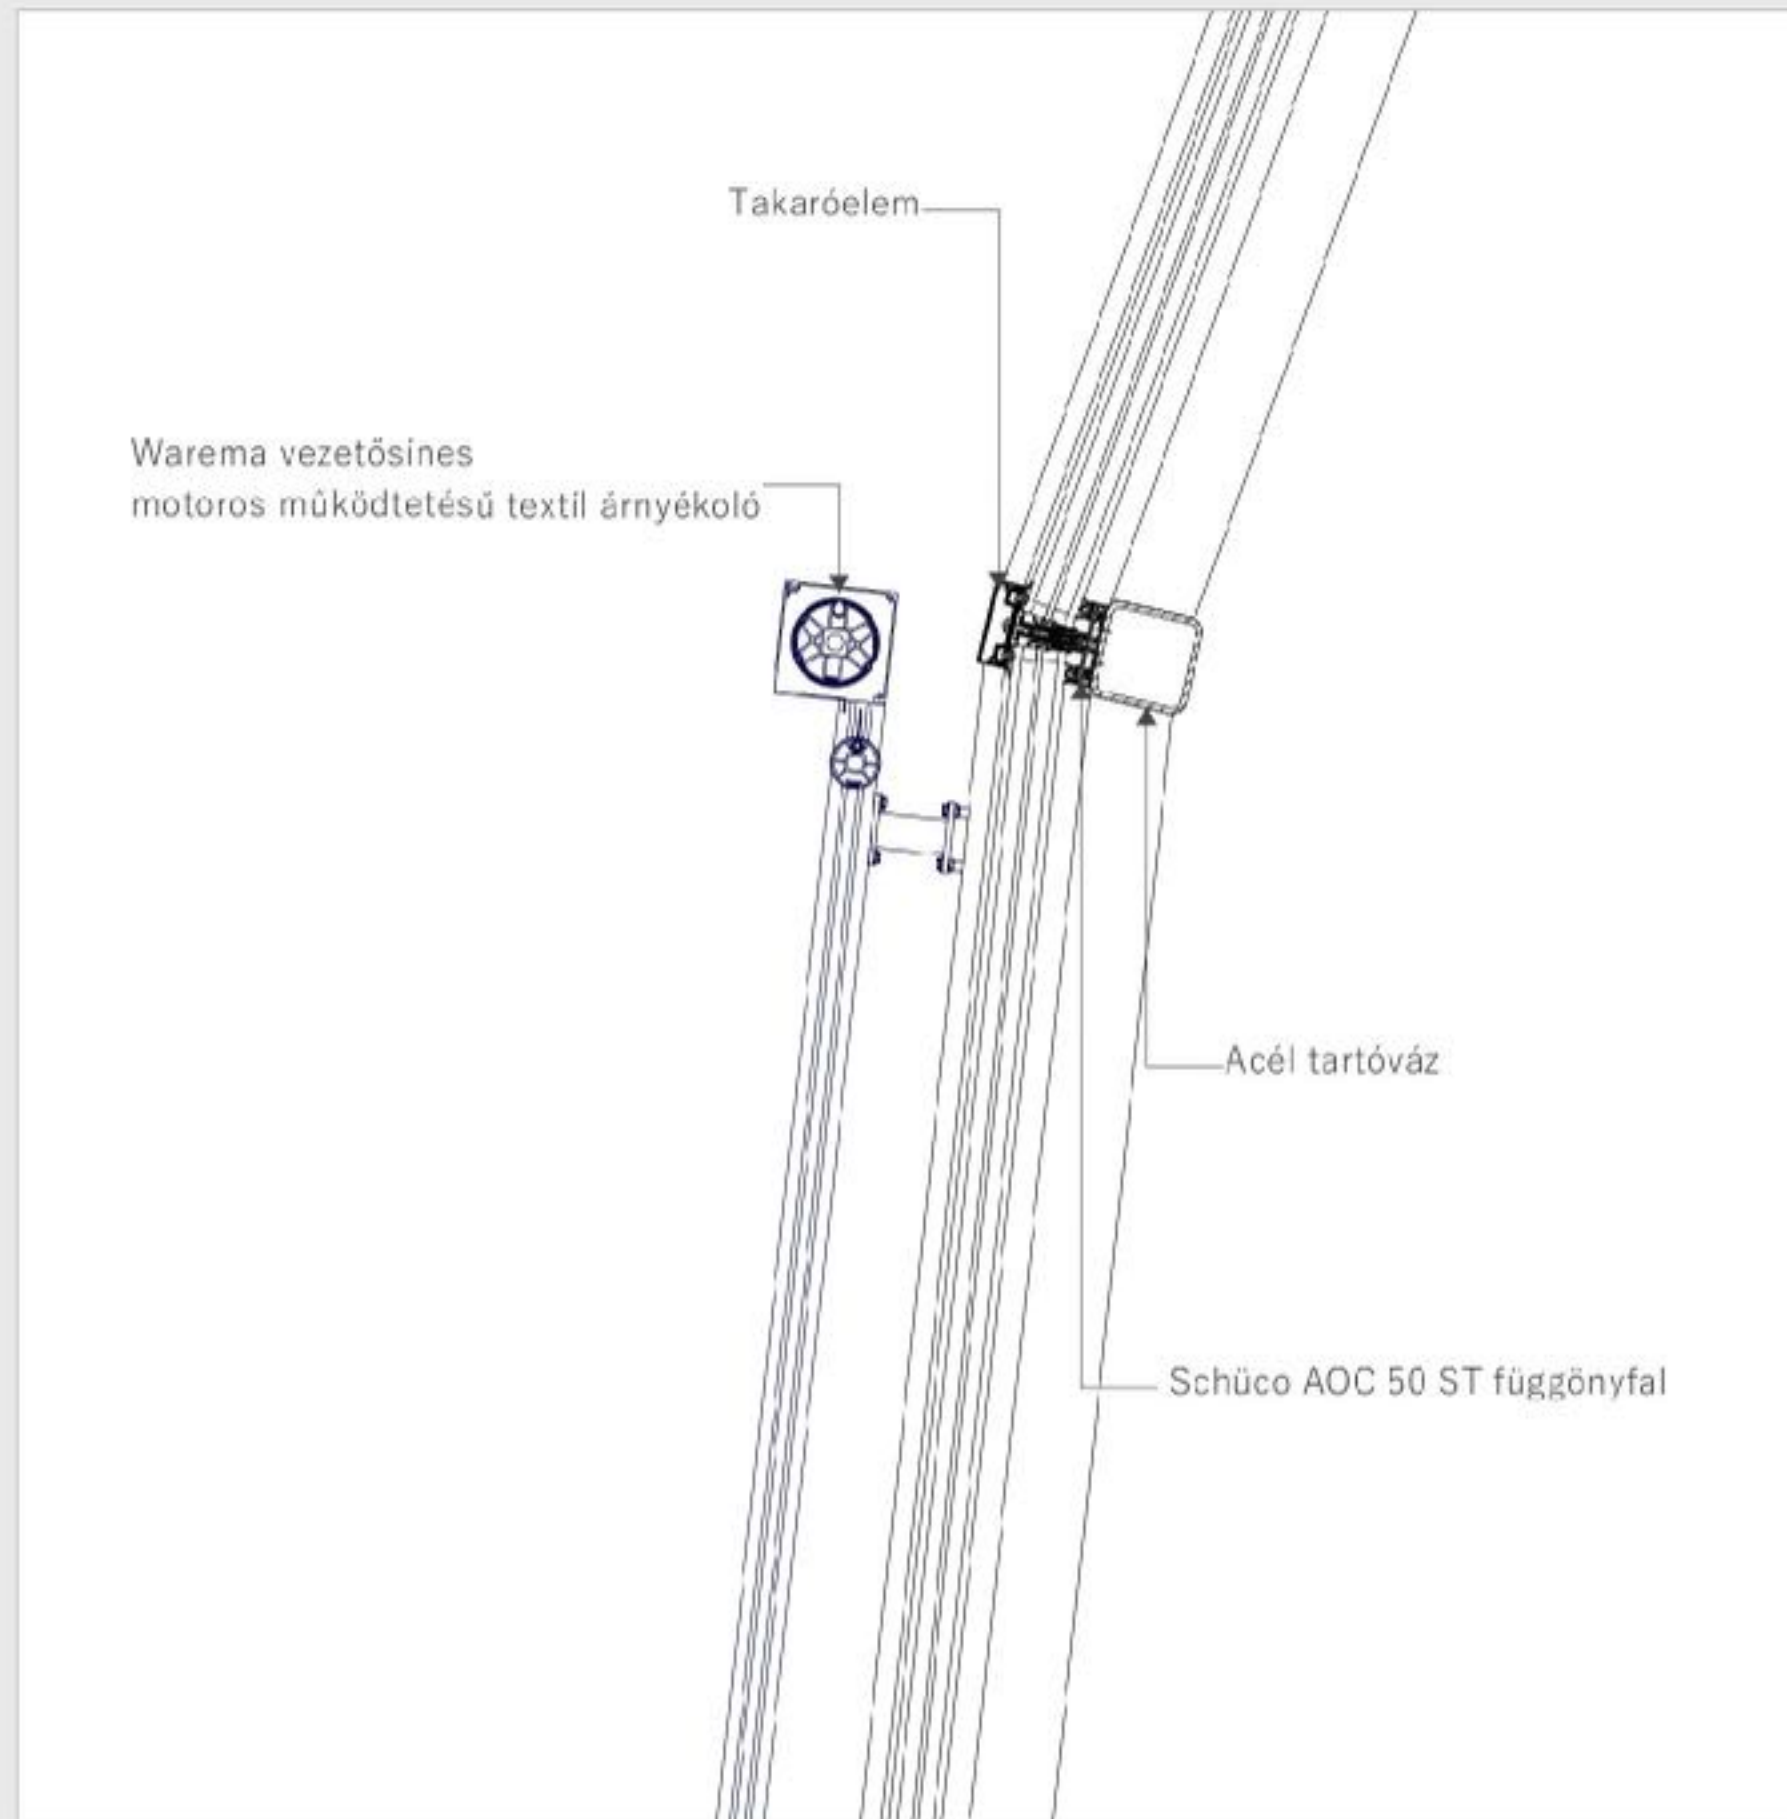 Takaróelem
Warema vezetősines
motoros működtetésű textil árnyékoló
Acél tartóváz
Schüco AOC 50 ST függönyfal